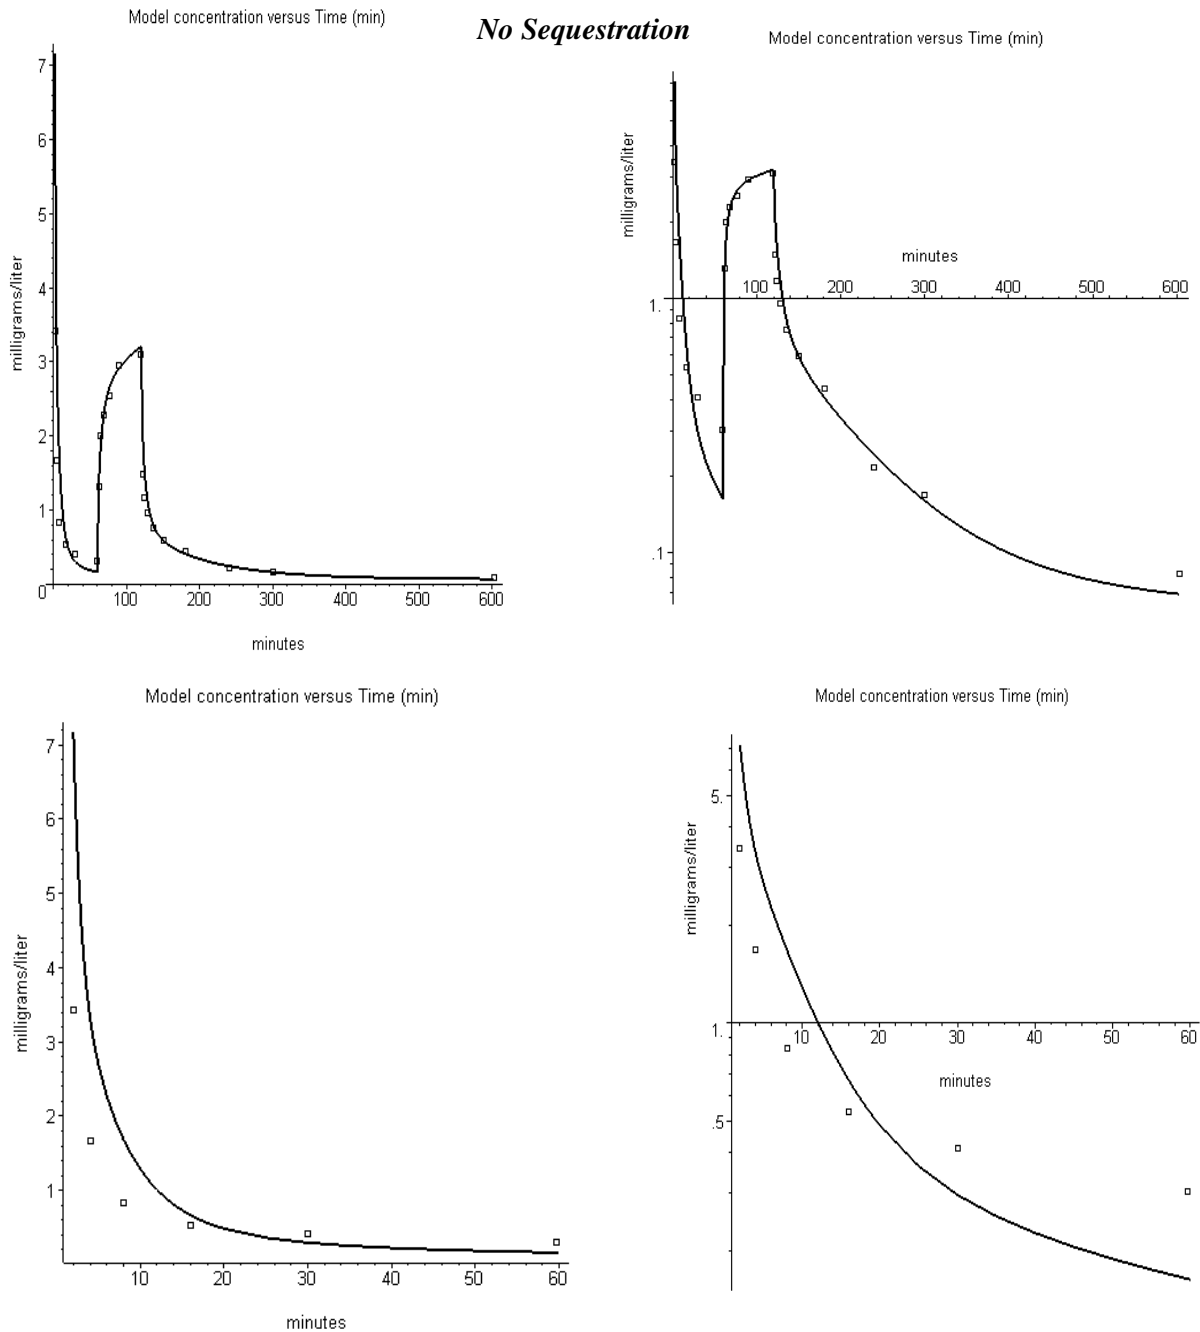 No Sequestration
Model concentration versus Time (min)
milligrams/liter
7
6
5
4
3
2
1
0
100 200 300 400 500 600
minutes
Model concentration versus Time (min)
milligrams/liter
minutes
100 200 300 400 500 600
1.
.1
Model concentration versus Time (min)
milligrams/liter
7
6
5
4
3
2
1
10 20 30 40 50 60
minutes
Model concentration versus Time (min)
milligrams/liter
5.
1.
10 20 30 40 50 60
minutes
.5